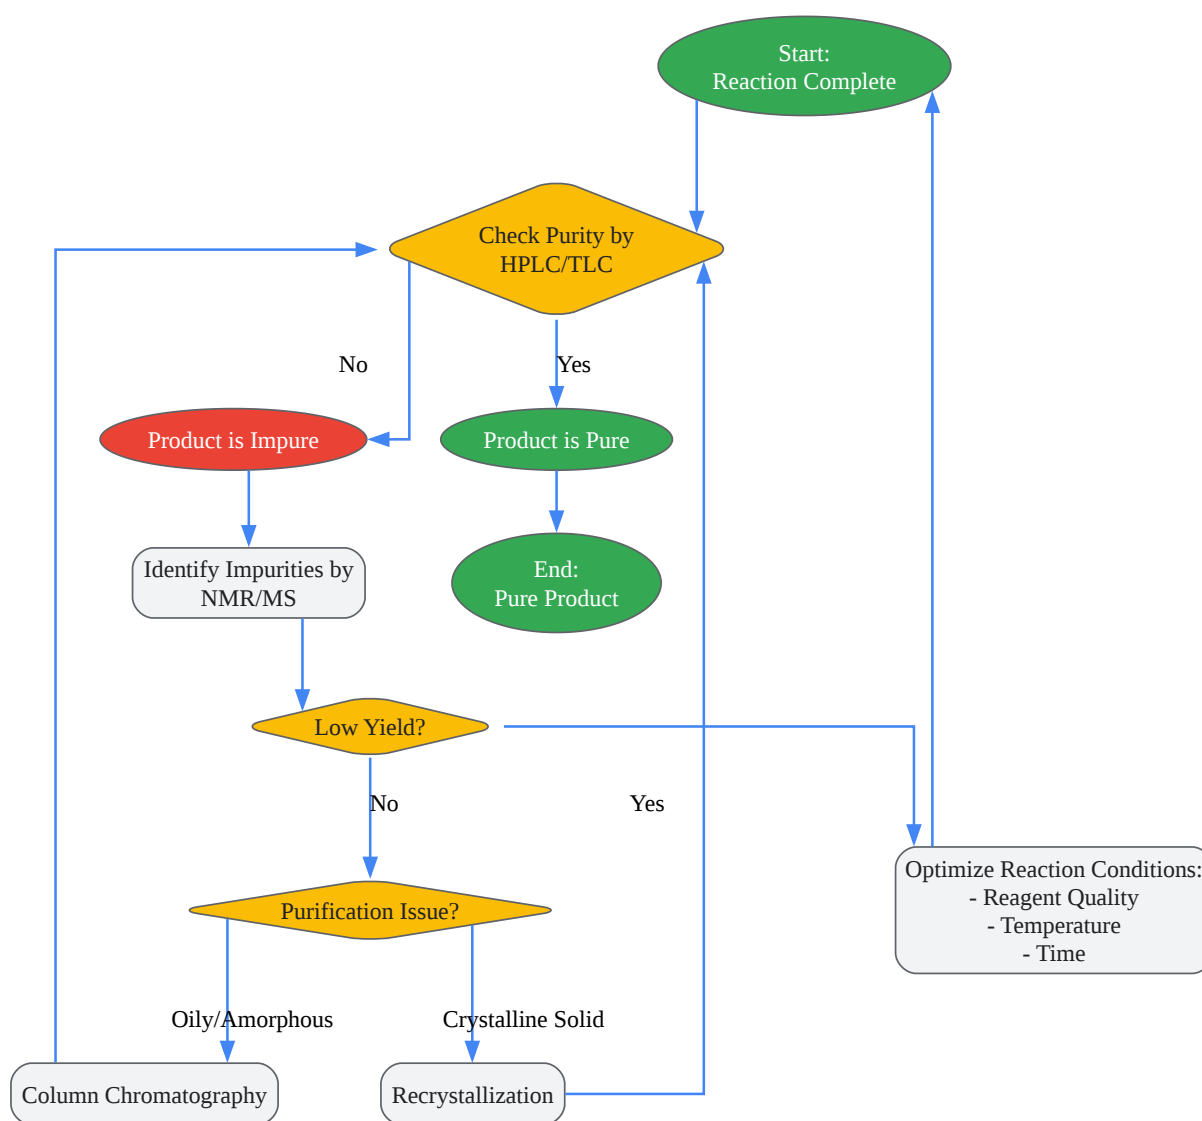 Start:
Reaction Complete
Check Purity by
HPLC/TLC
No
Yes
Product is Impure
Product is Pure
Identify Impurities by
NMR/MS
End:
Pure Product
Low Yield?
No
Yes
Optimize Reaction Conditions:
- Reagent Quality
- Temperature
- Time
Purification Issue?
Oily/Amorphous
Crystalline Solid
Column Chromatography
Recrystallization